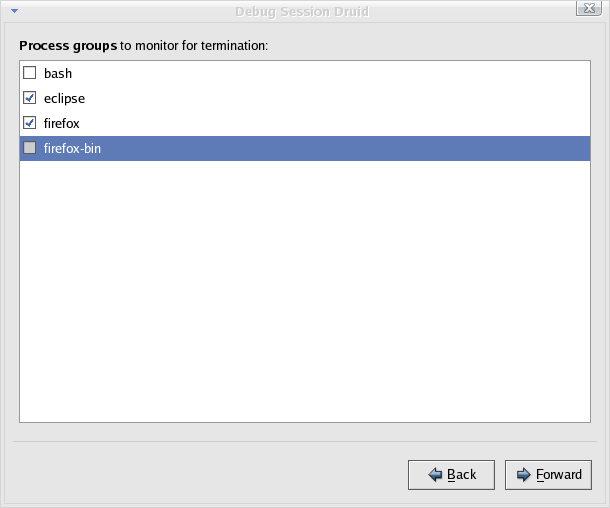 Debug Session Druid
Process groups to monitor for termination:
bash
eclipse
firefox
firefox-bin
Back
Forward